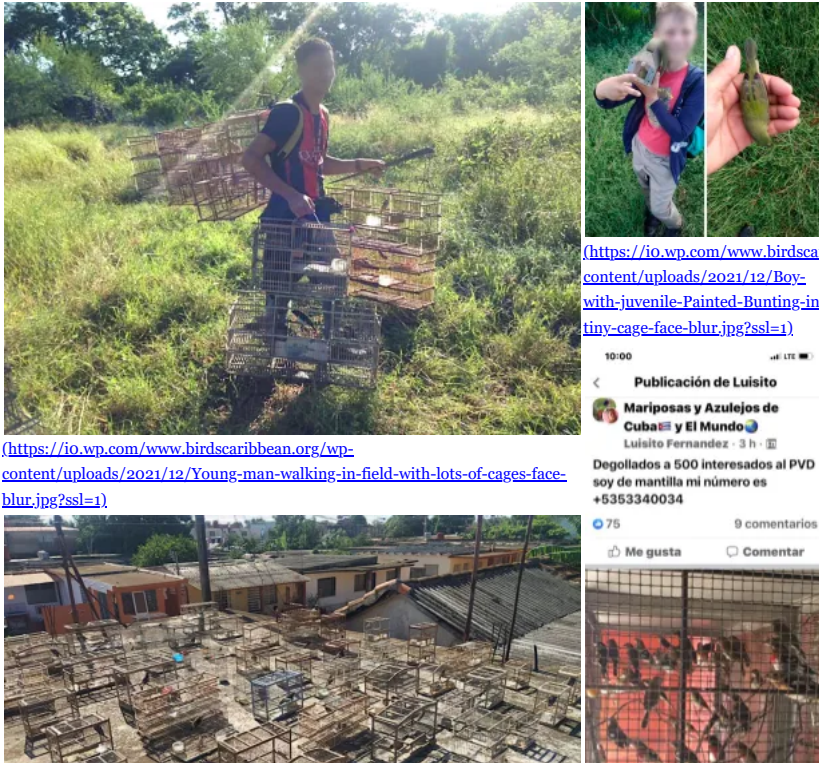 (https://i0.wp.com/www.birdsca
content/uploads/2021/12/Boy-
with-juvenile-Painted-Bunting-in
tiny-cage-face-blur.jpg?ssl=1)
10:00
LTE
Publicación de Luisito
Mariposas y Azulejos de
Cuba🇨🇺 y El Mundo🌏
Luisito Fernandez · 3 h ·
Degollados a 500 interesados al PVD
soy de mantilla mi número es
+5353340034
75 9 comentarios
Me gusta Comentar
(https://i0.wp.com/www.birdscaribbean.org/wp-
content/uploads/2021/12/Young-man-walking-in-field-with-lots-of-cages-face-
blur.jpg?ssl=1)